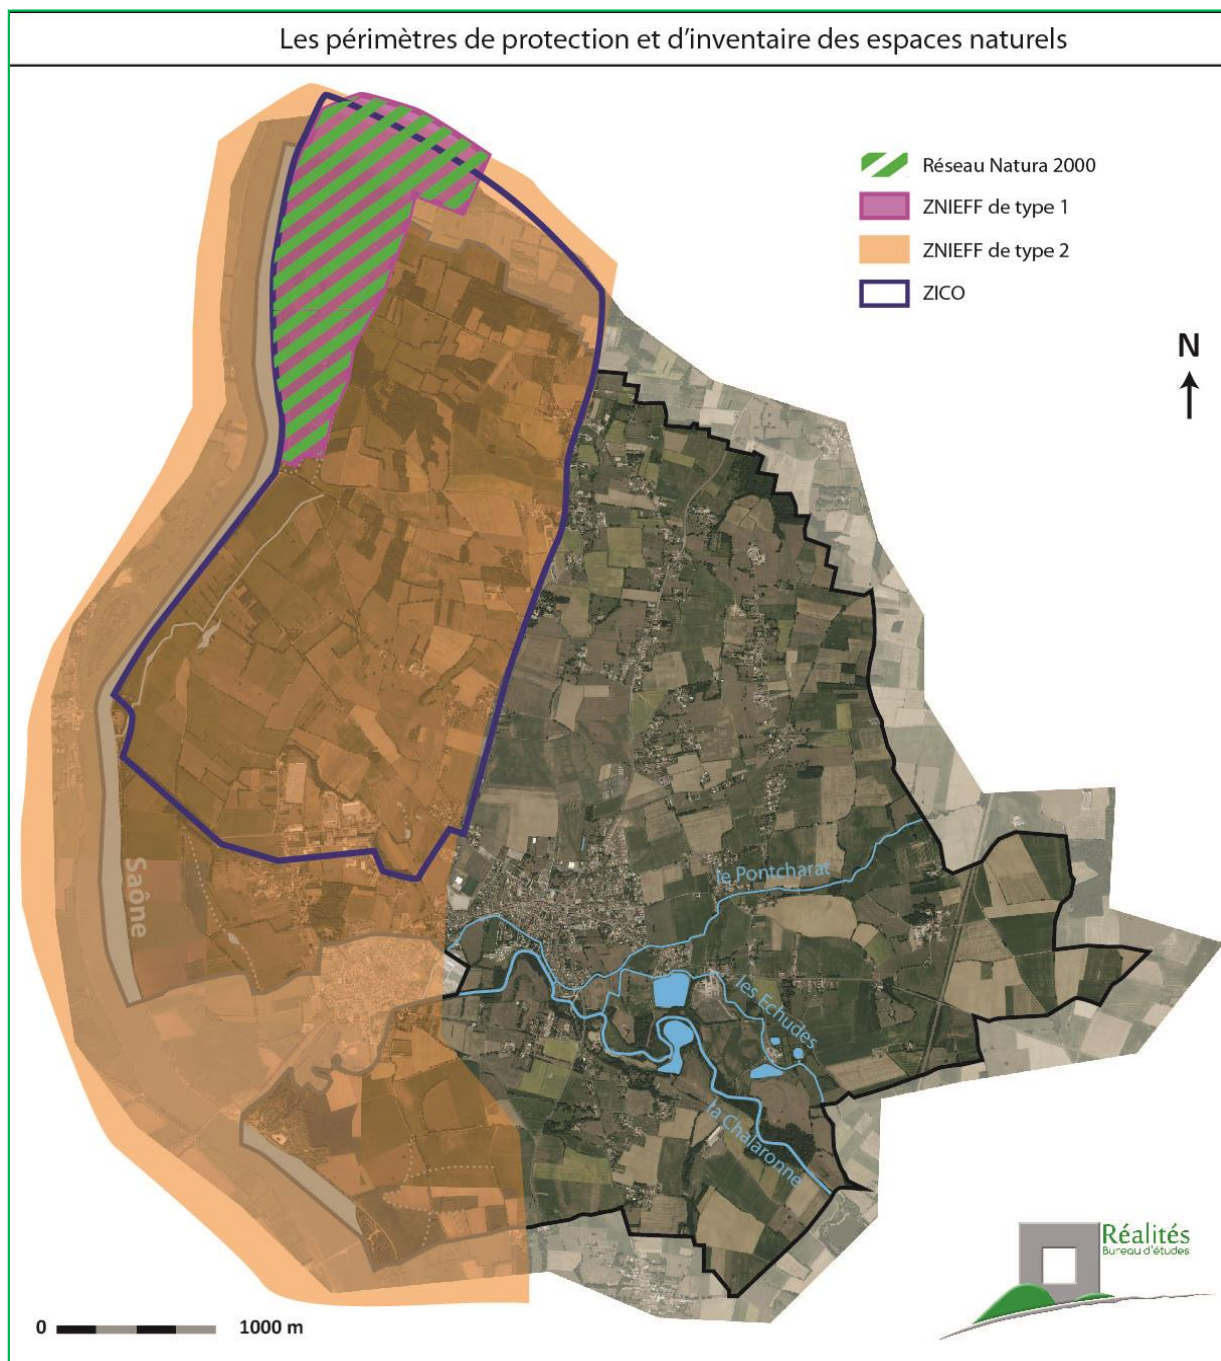 Les périmètres de protection et d'inventaire des espaces naturels
Réseau Natura 2000
ZNIEFF de type 1
ZNIEFF de type 2
ZICO
N
le Pontcharat
Saône
les Echudes
la Chalaronne
Réalités
Bureau d'études
0 1000 m